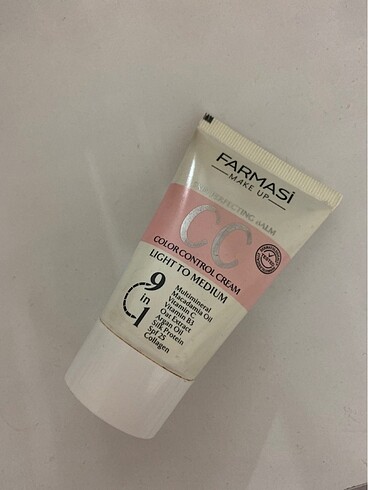 FARMASi
MAKE UP
PERFECTING BALM
CC
COLOR CONTROL CREAM
LIGHT TO MEDIUM
9
in
1
Multimineral
Macadamia Oil
Vitamin C
Vitamin B3
Oat Extract
Argan Oil
Silk Protein
Spf 25
Collagen